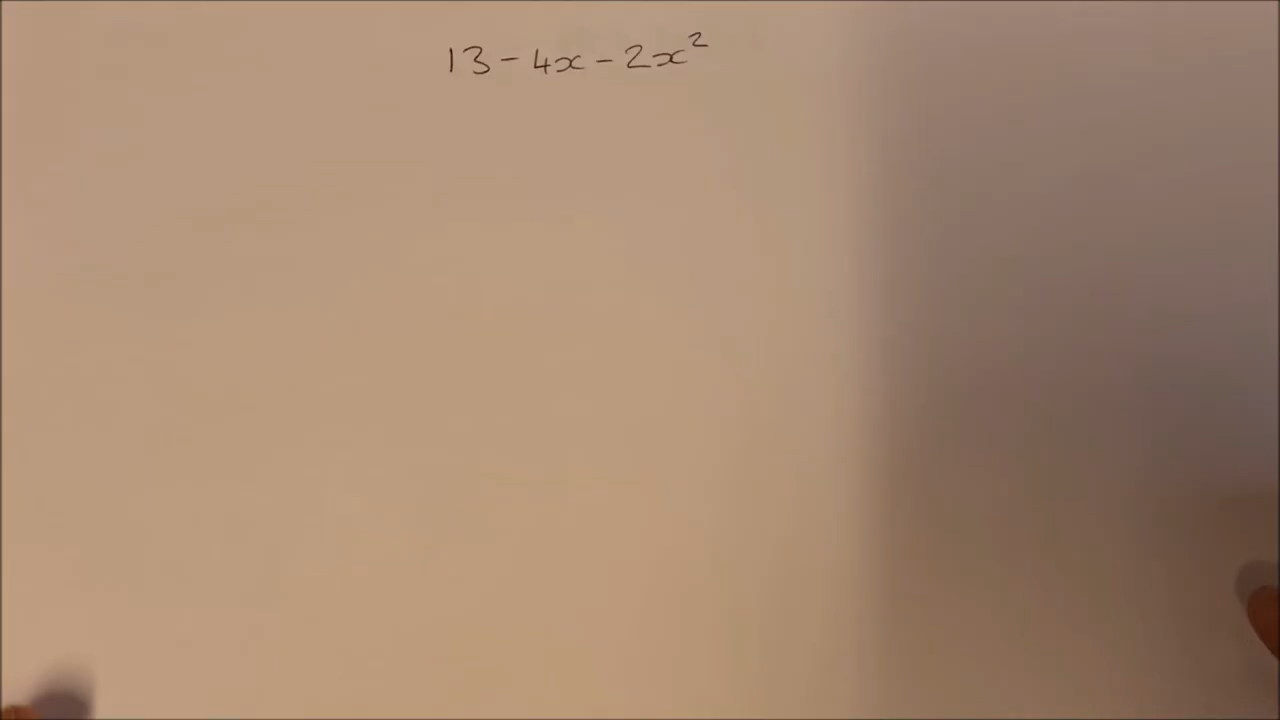 13 - 4x - 2x²